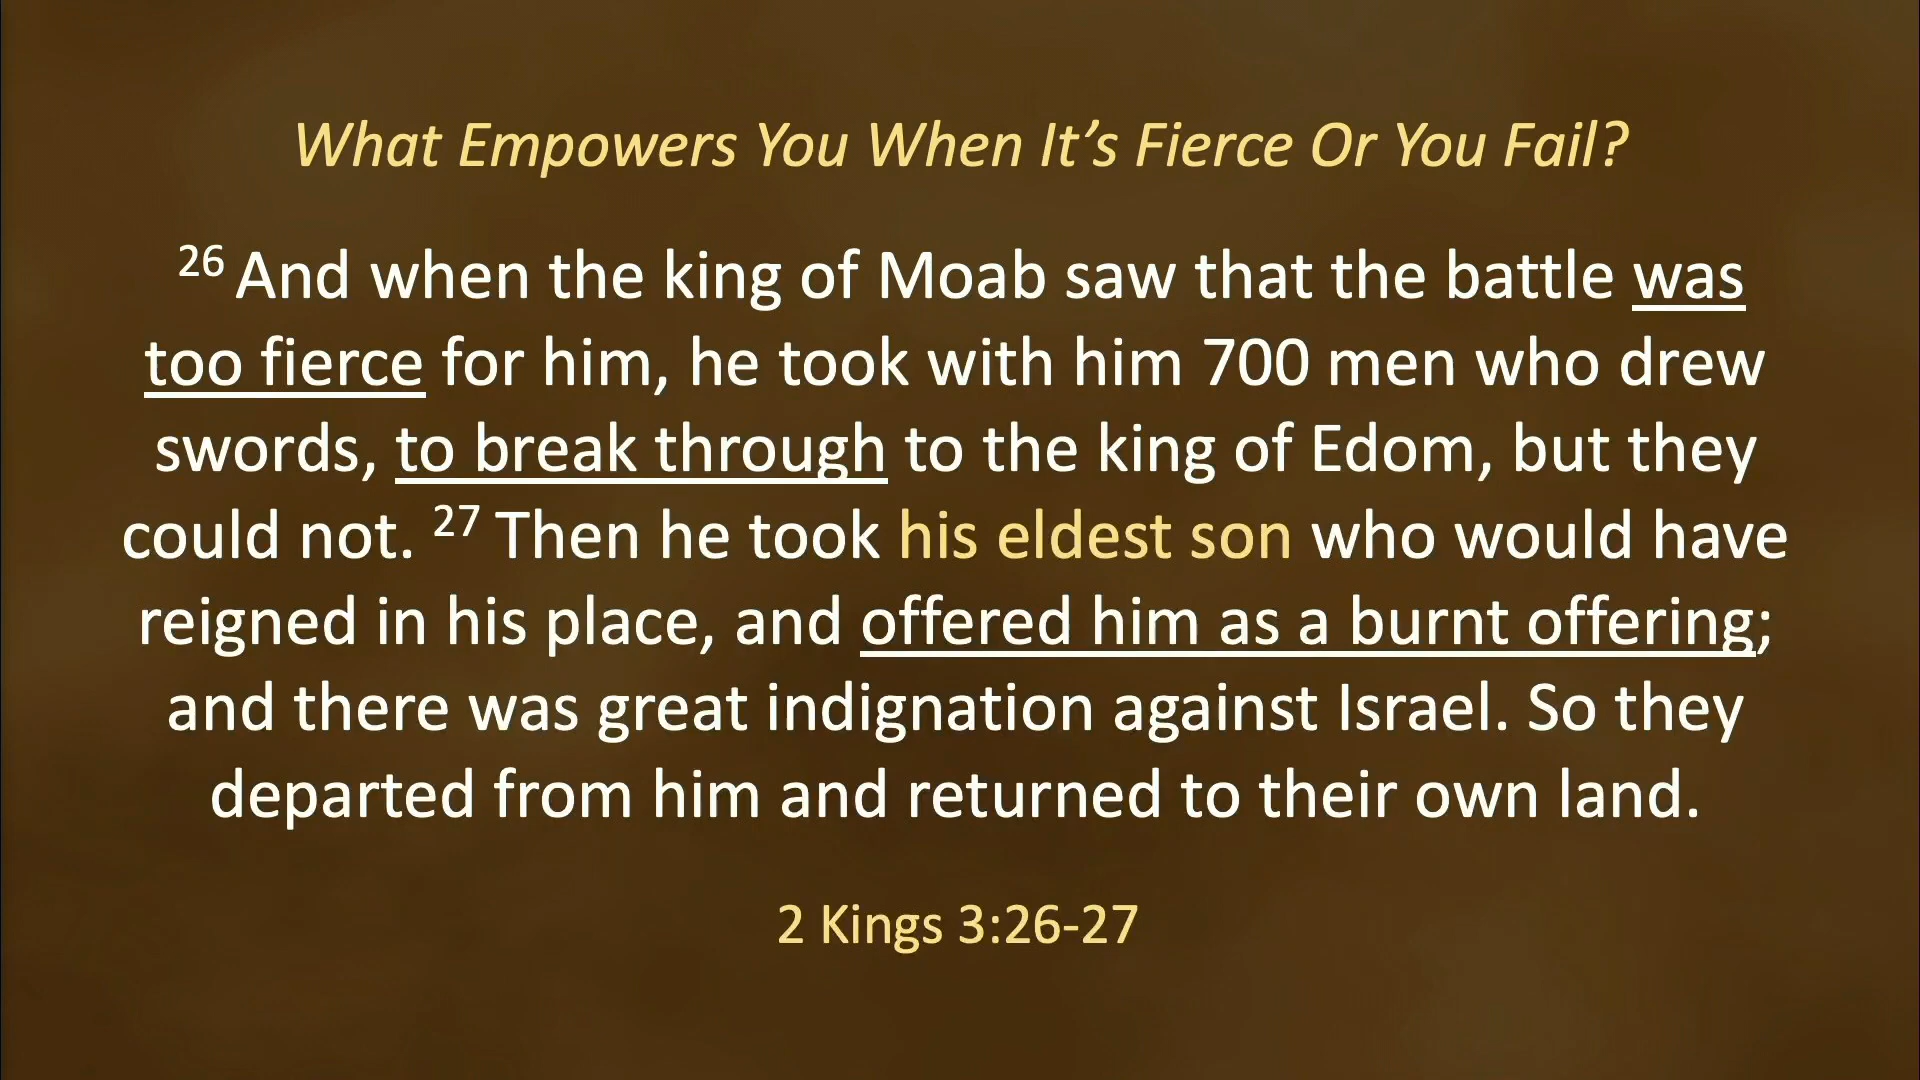 What Empowers You When It’s Fierce Or You Fail?
26 And when the king of Moab saw that the battle was
too fierce for him, he took with him 700 men who drew
swords, to break through to the king of Edom, but they
could not. 27 Then he took his eldest son who would have
reigned in his place, and offered him as a burnt offering;
and there was great indignation against Israel. So they
departed from him and returned to their own land.
2 Kings 3:26-27